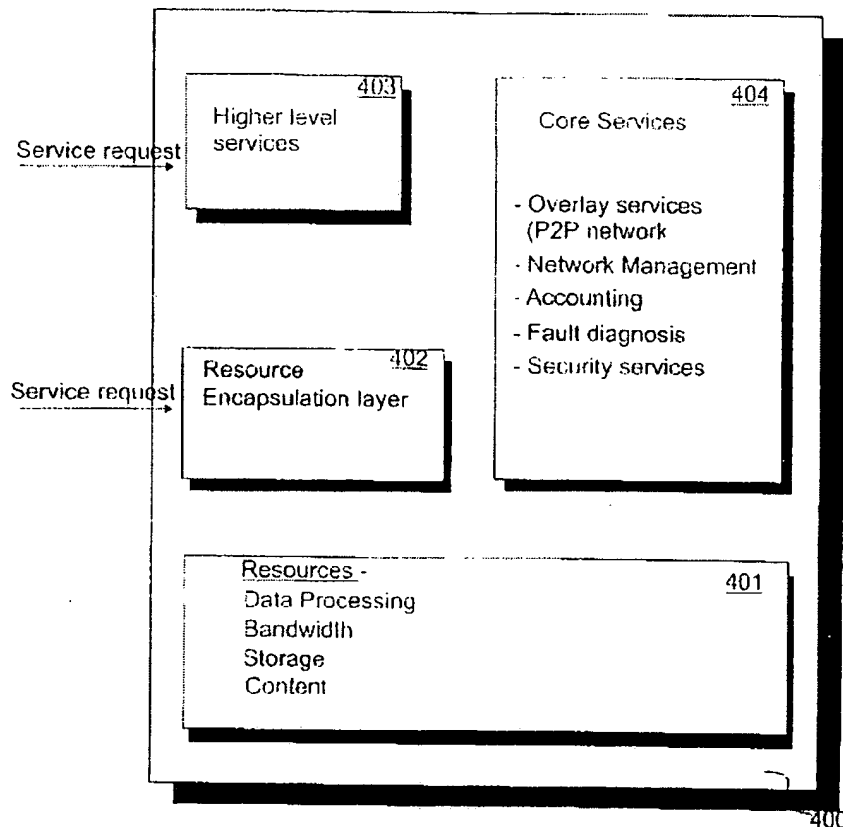 403
Higher level
services
Service request
404
Core Services
- Overlay services
(P2P network
- Network Management
- Accounting
- Fault diagnosis
- Security services
402
Resource
Encapsulation layer
Service request
401
Resources -
Data Processing
Bandwidth
Storage
Content
400